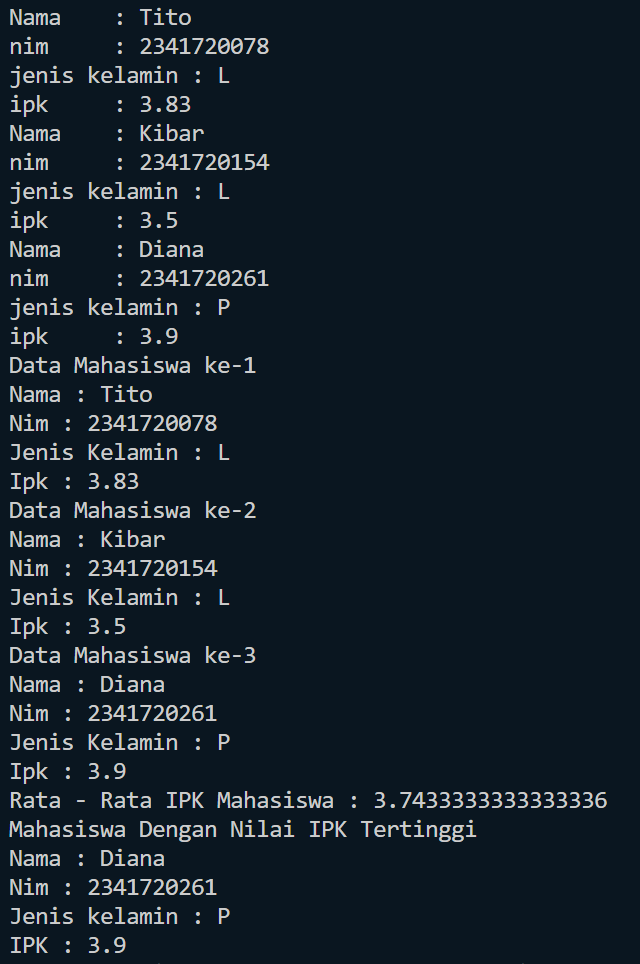 Nama    : Tito
nim     : 2341720078
jenis kelamin : L
ipk     : 3.83
Nama    : Kibar
nim     : 2341720154
jenis kelamin : L
ipk     : 3.5
Nama    : Diana
nim     : 2341720261
jenis kelamin : P
ipk     : 3.9
Data Mahasiswa ke-1
Nama : Tito
Nim : 2341720078
Jenis Kelamin : L
Ipk : 3.83
Data Mahasiswa ke-2
Nama : Kibar
Nim : 2341720154
Jenis Kelamin : L
Ipk : 3.5
Data Mahasiswa ke-3
Nama : Diana
Nim : 2341720261
Jenis Kelamin : P
Ipk : 3.9
Rata - Rata IPK Mahasiswa : 3.7433333333333336
Mahasiswa Dengan Nilai IPK Tertinggi
Nama : Diana
Nim : 2341720261
Jenis kelamin : P
IPK : 3.9